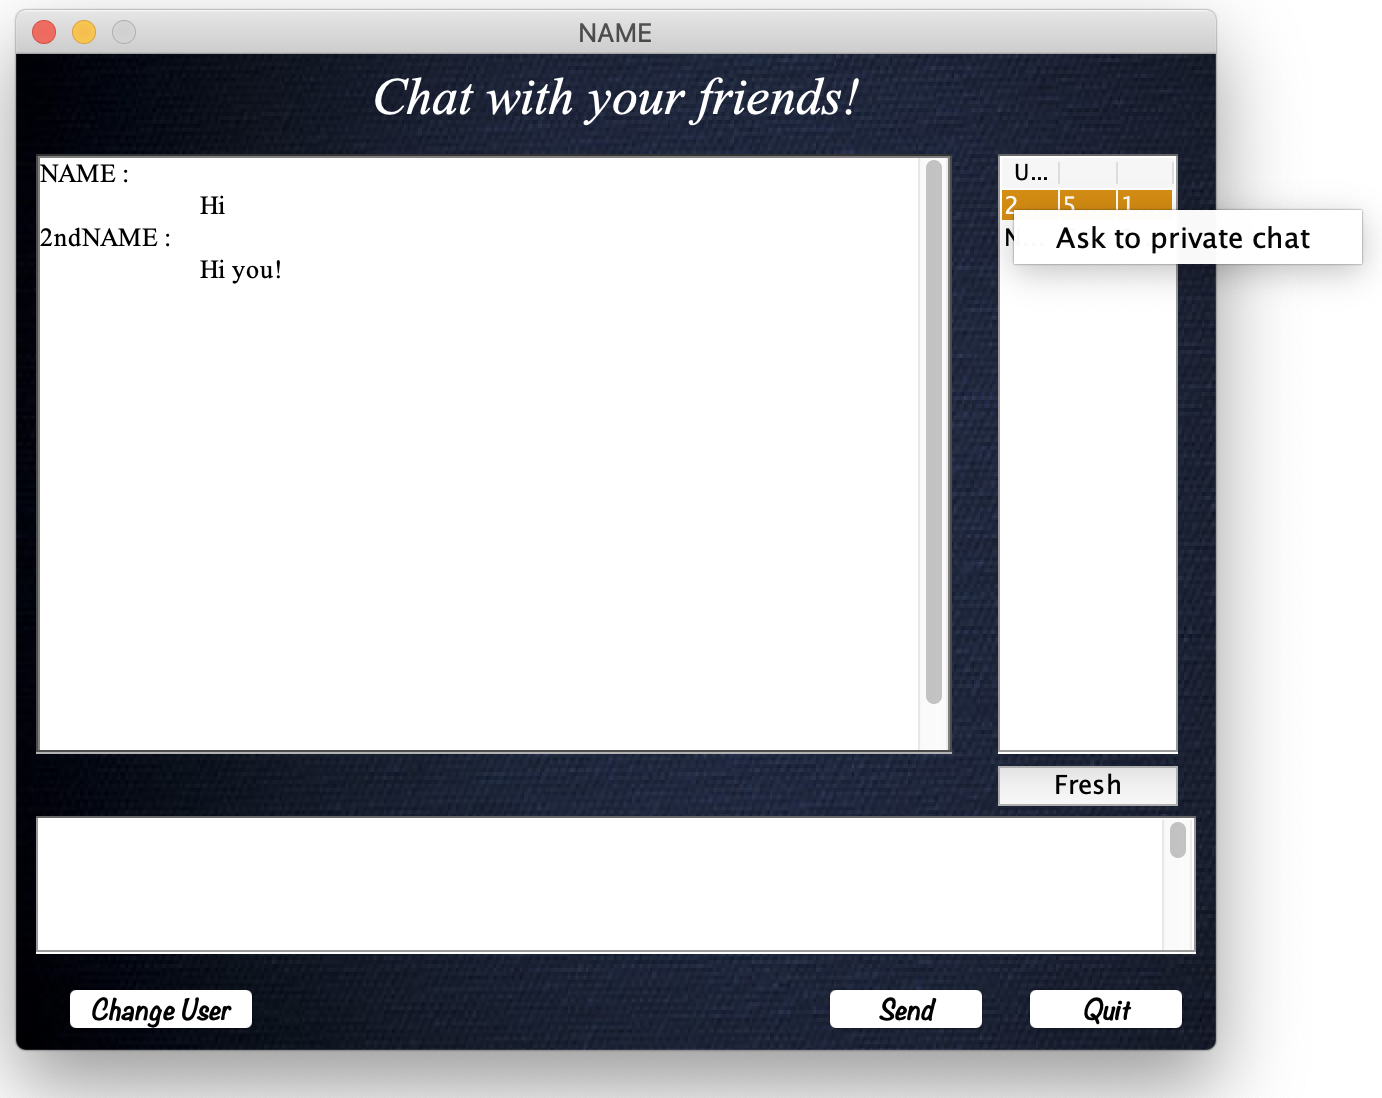 NAME
Chat with your friends!
NAME :
Hi
2ndNAME :
Hi you!
U...
2 5 1
Ask to private chat
Fresh
Change User
Send
Quit